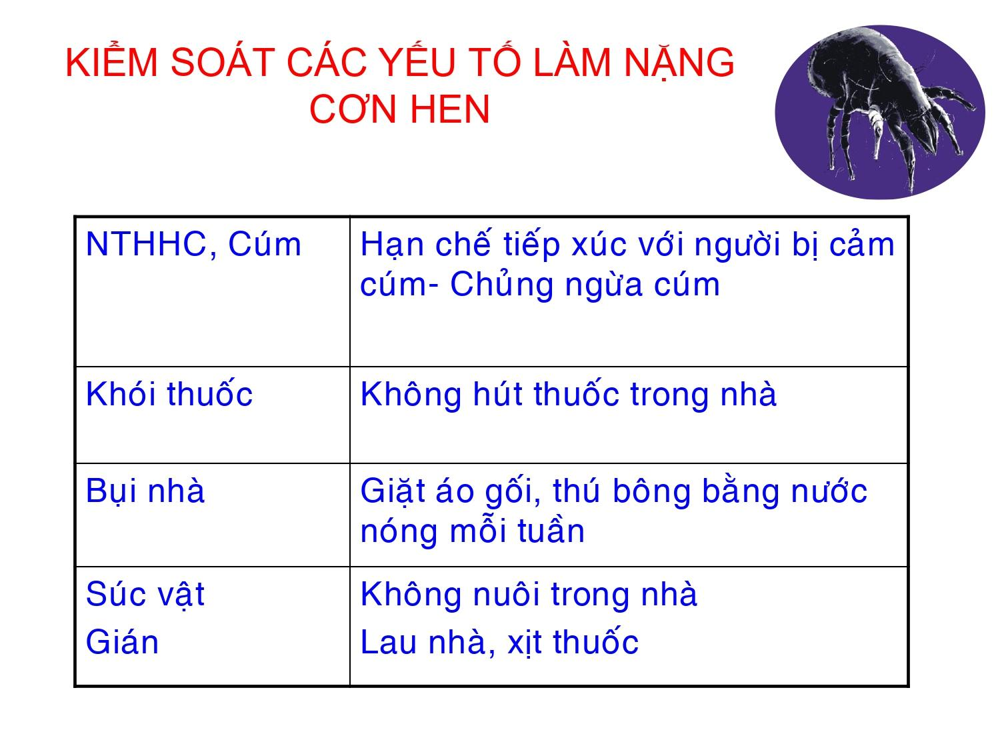 KIỂM SOÁT CÁC YẾU TỐ LÀM NẶNG
CƠN HEN
NTHHC, Cúm
Hạn chế tiếp xúc với người bị cảm
cúm- Chủng ngừa cúm
Khói thuốc
Không hút thuốc trong nhà
Bụi nhà
Giặt áo gối, thú bông bằng nước
nóng mỗi tuần
Súc vật
Không nuôi trong nhà
Gián
Lau nhà, xịt thuốc